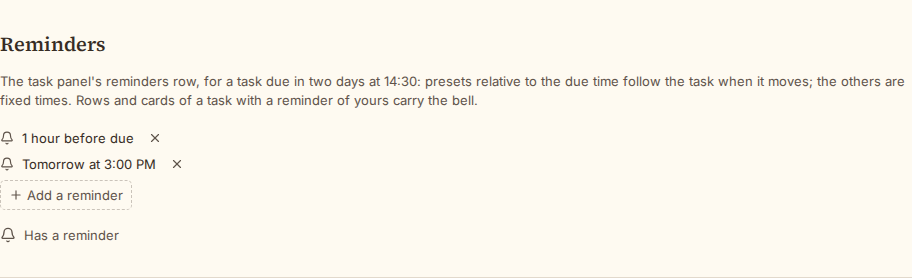 Reminders
The task panel's reminders row, for a task due in two days at 14:30: presets relative to the due time follow the task when it moves; the others are
fixed times. Rows and cards of a task with a reminder of yours carry the bell.
1 hour before due
Tomorrow at 3:00 PM
+ Add a reminder
Has a reminder